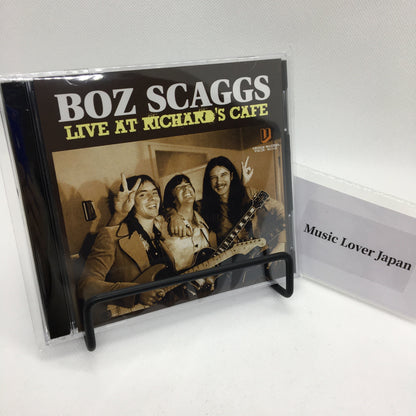 BOZ SCAGGS
LIVE AT RICHARD'S CAFE
Music Lover Japan